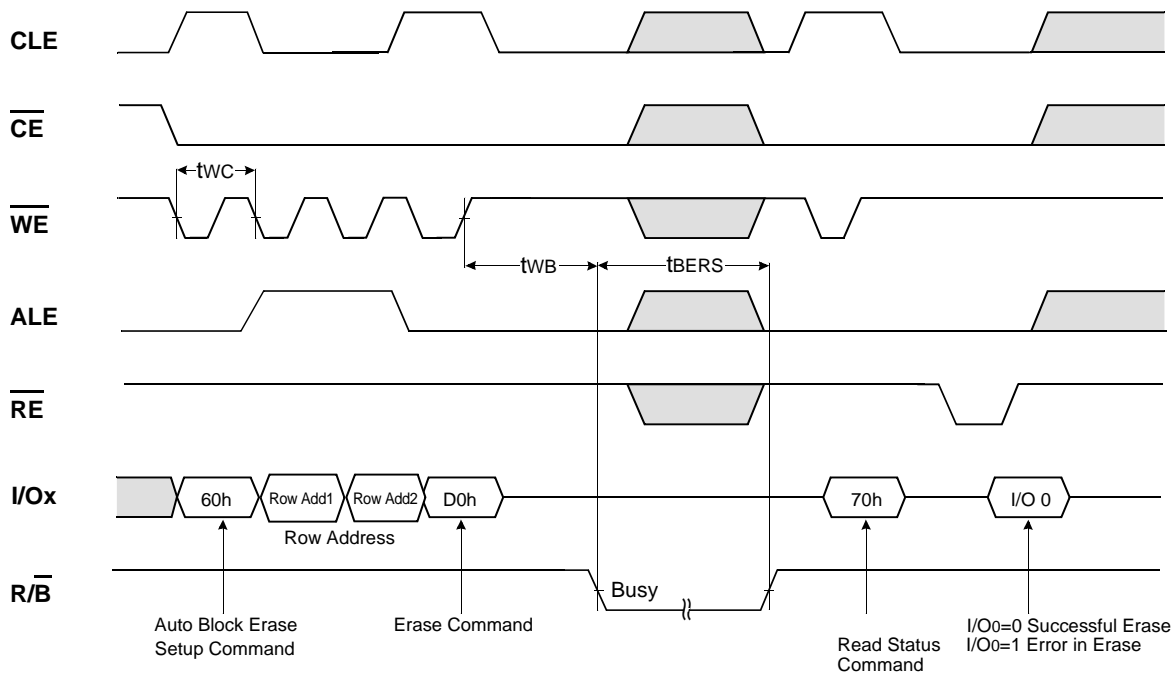 CLE
CE
tWC
WE
tWB
tBERS
ALE
RE
I/Ox
60h
Row Add1
Row Add2
D0h
70h
I/O 0
Row Address
R/B
Busy
Auto Block Erase
Setup Command
Erase Command
Read Status
Command
I/O0=0 Successful Erase
I/O0=1 Error in Erase